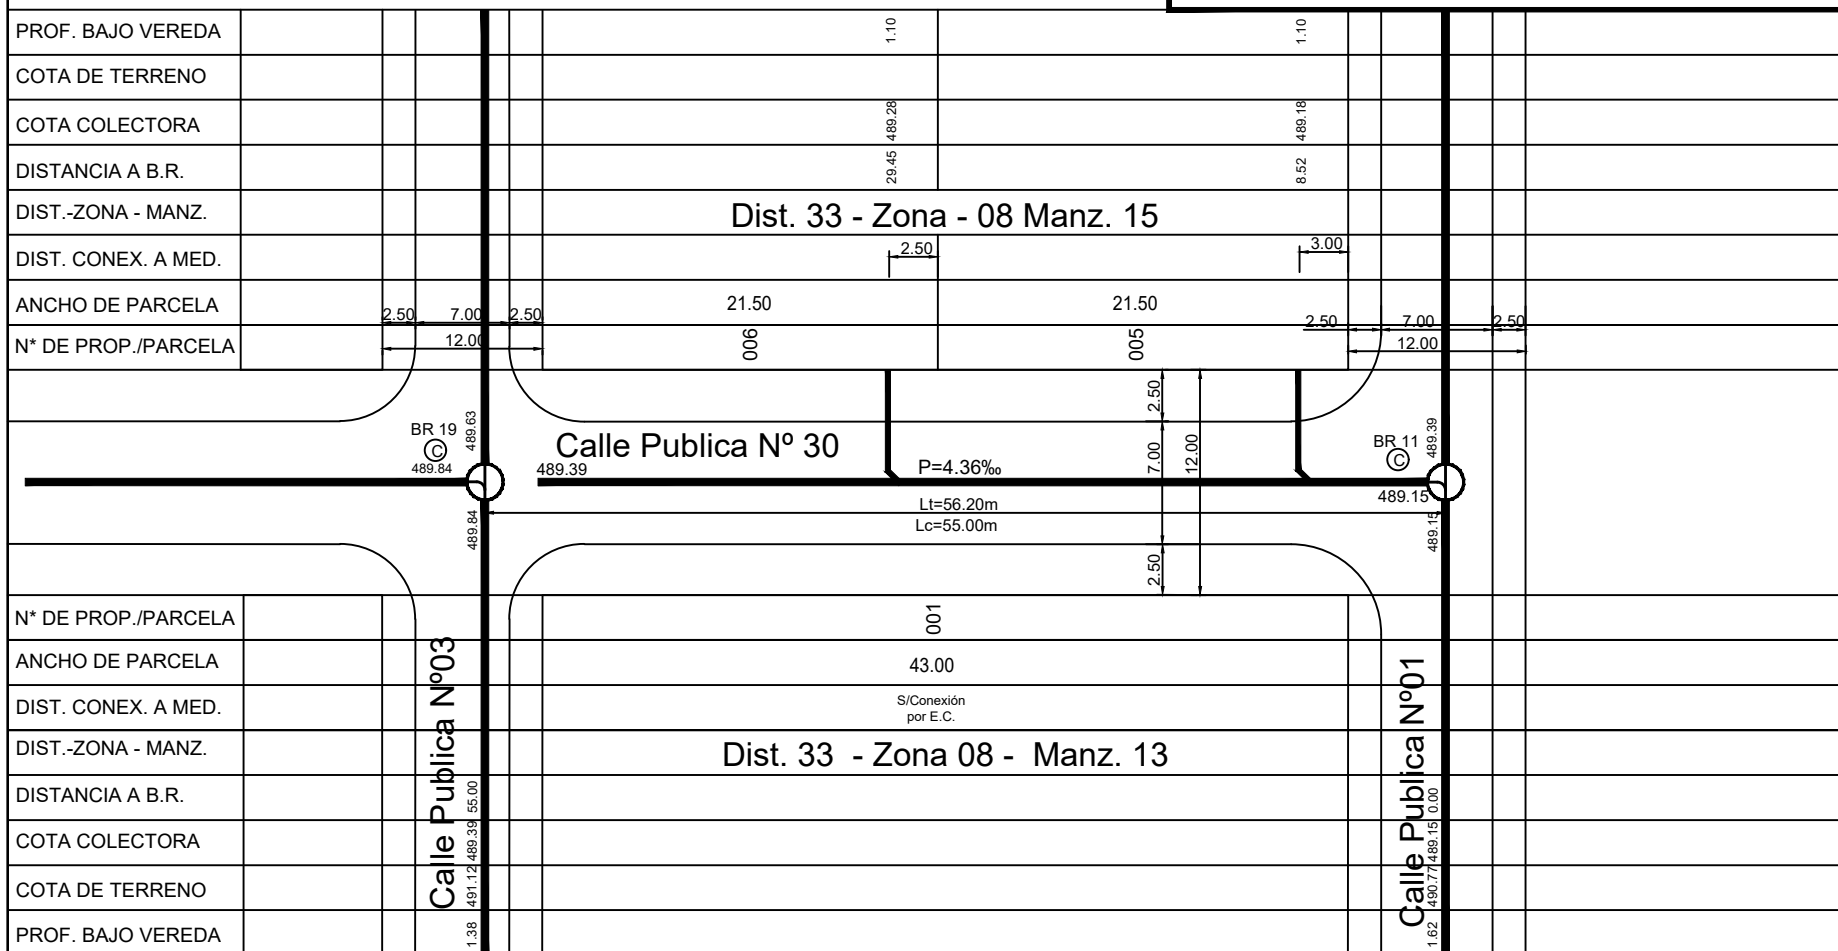 PROF. BAJO VEREDA 1.10 1.10
COTA DE TERRENO
COTA COLECTORA 489.28 489.18
DISTANCIA A B.R. 29.45 8.52
DIST.-ZONA - MANZ. Dist. 33 - Zona - 08 Manz. 15
DIST. CONEX. A MED. 2.50 3.00
ANCHO DE PARCELA 21.50 21.50
2.50 7.00 2.50 2.50 7.00 2.50
N* DE PROP./PARCELA 12.00 006 005 12.00
2.50
BR 19 489.63 Calle Publica Nº 30 BR 11 489.39
C C
489.84 489.39 P=4.36‰ 7.00 12.00
489.15
Lt=56.20m
489.84 Lc=55.00m 489.15
2.50
N* DE PROP./PARCELA 001
ANCHO DE PARCELA 43.00
DIST. CONEX. A MED. S/Conexión
por E.C.
DIST.-ZONA - MANZ. Dist. 33 - Zona 08 - Manz. 13
Calle Publica Nº03 Calle Publica Nº01
DISTANCIA A B.R. 55.00 0.00
COTA COLECTORA 489.39 489.15
COTA DE TERRENO 491.12 490.77
PROF. BAJO VEREDA 1.38 1.62